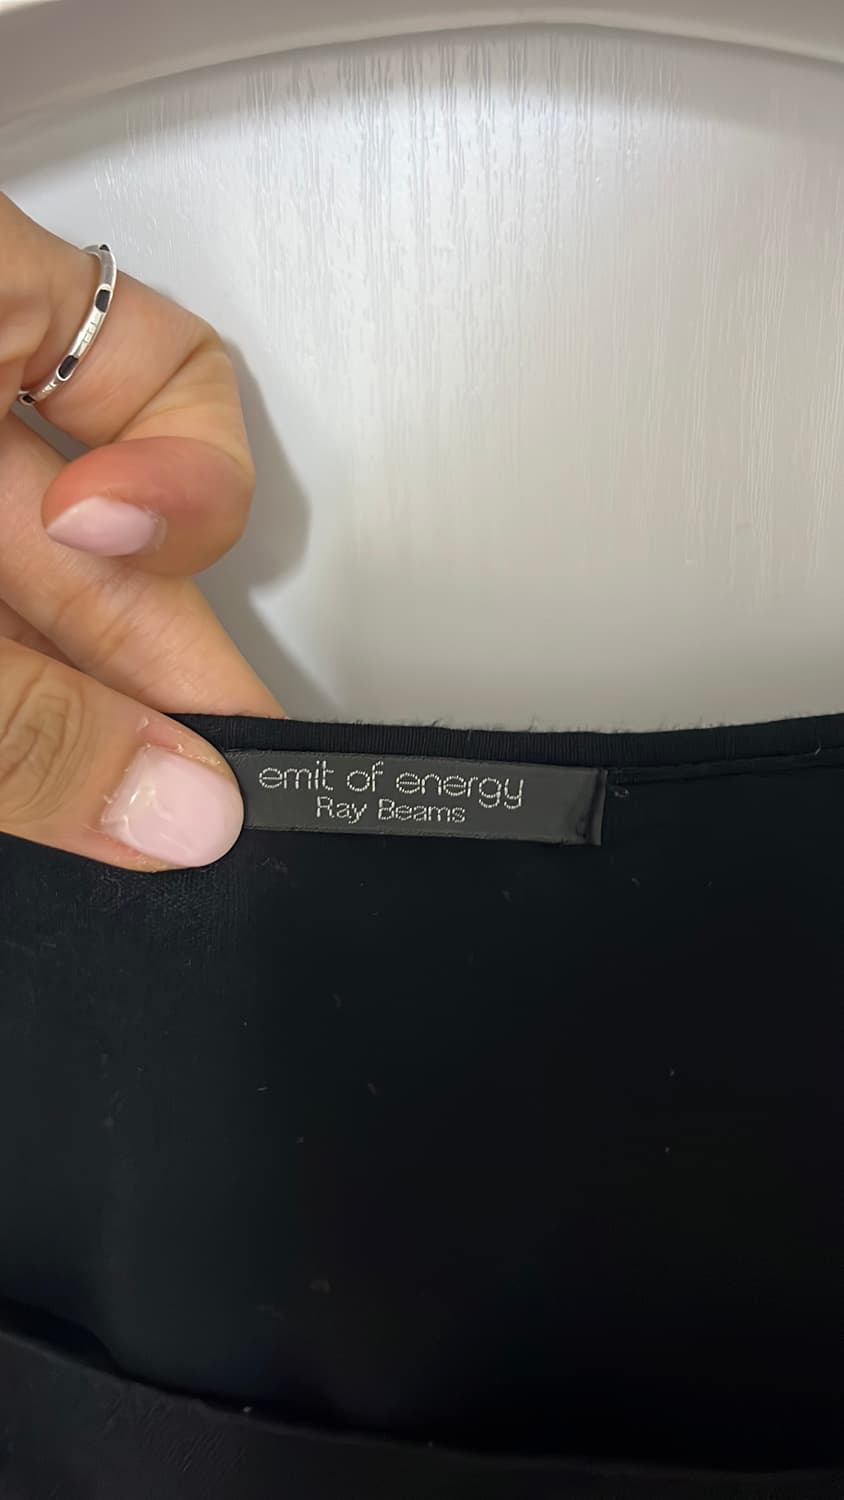 emit of energy
Ray Beams